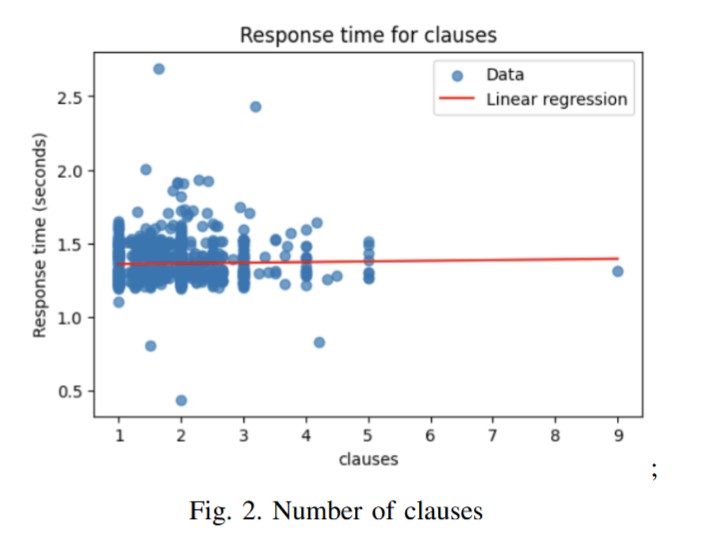 Response time for clauses
Data
Linear regression
Response time (seconds)
2.5
2.0
1.5
1.0
0.5
1 2 3 4 5 6 7 8 9
clauses
;
Fig. 2. Number of clauses